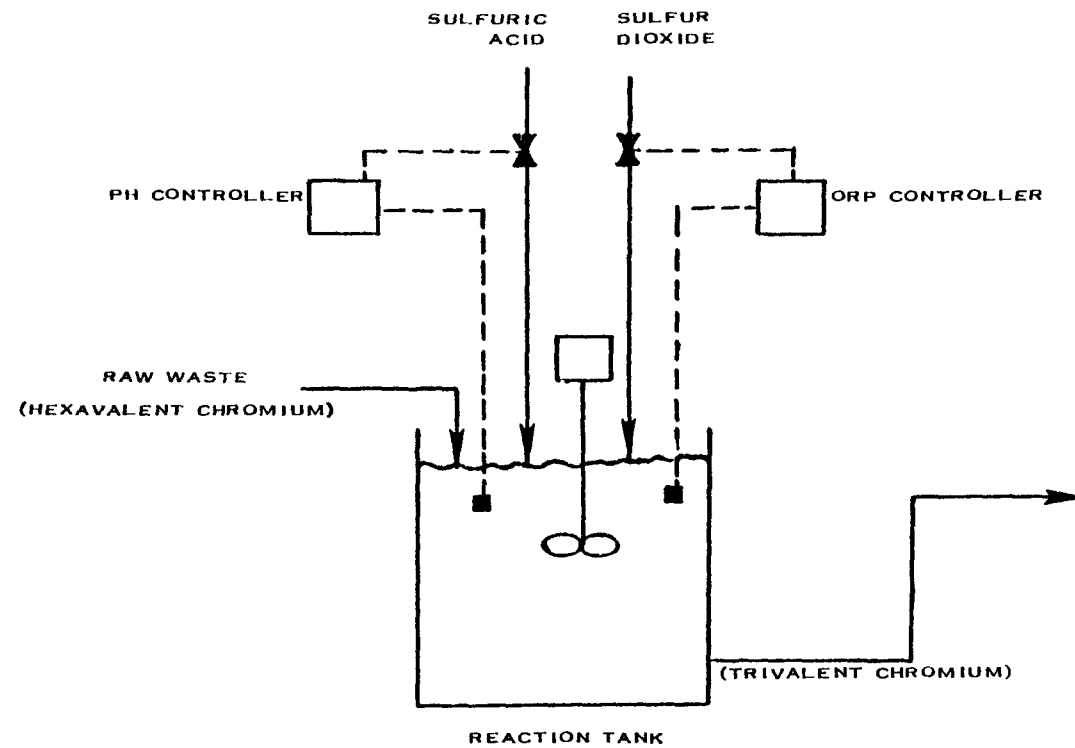 SULFURIC
ACID
SULFUR
DIOXIDE
PH CONTROLLER
ORP CONTROLLER
RAW WASTE
(HEXAVALENT CHROMIUM)
(TRIVALENT CHROMIUM)
REACTION TANK